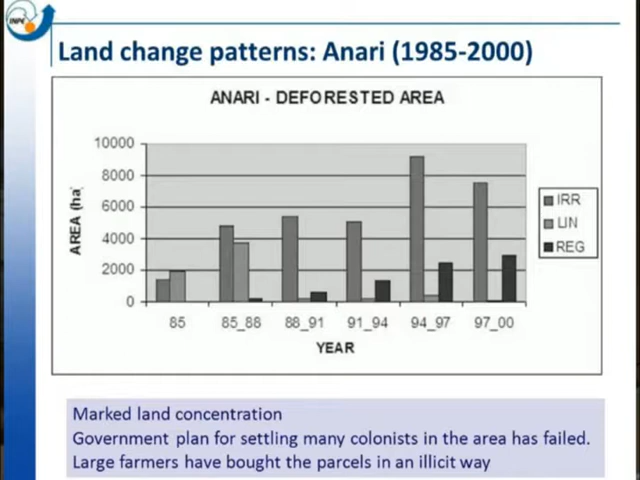 INPE
Land change patterns: Anari (1985-2000)
ANARI - DEFORESTED AREA
10000
8000
6000
4000
2000
0
AREA (ha)
85 85_88 88_91 91_94 94_97 97_00
YEAR
IRR
LIN
REG
Marked land concentration
Government plan for settling many colonists in the area has failed.
Large farmers have bought the parcels in an illicit way